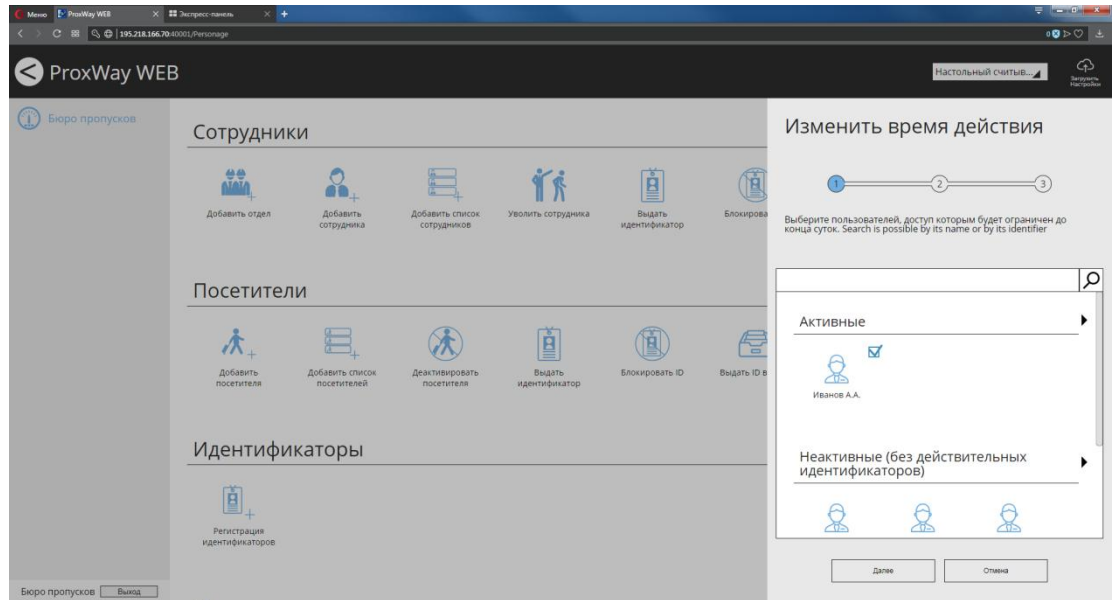 Меню
ProxWay WEB
Экспресс-панель
195.218.166.70:40001/Personage
ProxWay WEB
Настольный считыв...
Загрузить
Настройки
Бюро пропусков
Сотрудники
Добавить отдел
Добавить
сотрудника
Добавить список
сотрудников
Уволить сотрудника
Выдать
идентификатор
Блокирова
Посетители
Добавить
посетителя
Добавить список
посетителей
Деактивировать
посетителя
Выдать
идентификатор
Блокировать ID
Выдать ID в
Идентификаторы
Регистрация
идентификаторов
Бюро пропусков
Выход
Изменить время действия
1 2 3
Выберите пользователей, доступ которым будет ограничен до
конца суток. Search is possible by its name or by its identifier
Активные
Иванов А.А.
Неактивные (без действительных
идентификаторов)
Далее
Отмена